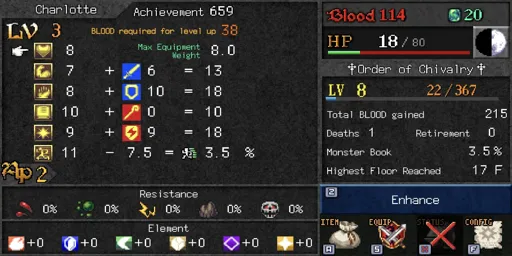 Charlotte
Achievement 659
LV 3
BLOOD required for level up 38
8
Max Equipment Weight 8.0
7 + 6 = 13
8 + 10 = 18
10 + 0 = 10
9 + 9 = 18
11 - 7.5 = 3.5 %
Ap 2
Resistance
0% 0% 0% 0% 0%
Element
+0 +0 +0 +0 +0 +0
Blood 114
20
HP 18 / 80
Order of Chivalry
LV 8 22 / 367
Total BLOOD gained 215
Deaths 1 Retirement 0
Monster Book 3.5%
Highest Floor Reached 17 F
Z
Enhance
ITEM EQUIP STATUS CONFIG
A S X F